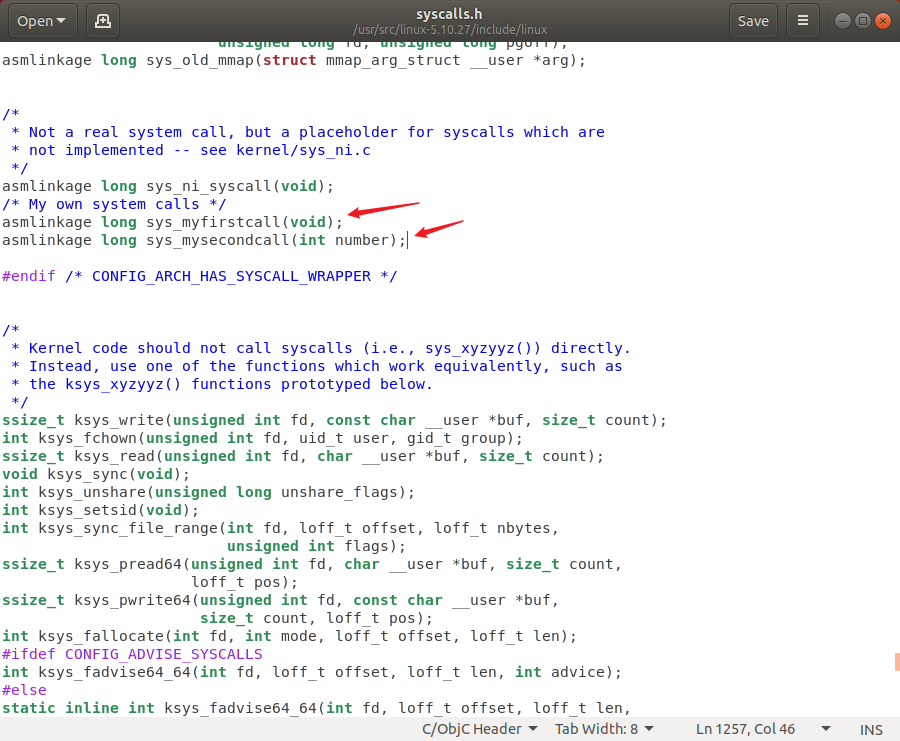 Open
syscalls.h
/usr/src/linux-5.10.27/include/linux
Save
unsigned long fd, unsigned long pgoff);
asmlinkage long sys_old_mmap(struct mmap_arg_struct __user *arg);
/*
* Not a real system call, but a placeholder for syscalls which are
* not implemented -- see kernel/sys_ni.c
*/
asmlinkage long sys_ni_syscall(void);
/* My own system calls */
asmlinkage long sys_myfirstcall(void);
asmlinkage long sys_mysecondcall(int number);
#endif /* CONFIG_ARCH_HAS_SYSCALL_WRAPPER */
/*
* Kernel code should not call syscalls (i.e., sys_xyzyyz()) directly.
* Instead, use one of the functions which work equivalently, such as
* the ksys_xyzyyz() functions prototyped below.
*/
ssize_t ksys_write(unsigned int fd, const char __user *buf, size_t count);
int ksys_fchown(unsigned int fd, uid_t user, gid_t group);
ssize_t ksys_read(unsigned int fd, char __user *buf, size_t count);
void ksys_sync(void);
int ksys_unshare(unsigned long unshare_flags);
int ksys_setsid(void);
int ksys_sync_file_range(int fd, loff_t offset, loff_t nbytes,
unsigned int flags);
ssize_t ksys_pread64(unsigned int fd, char __user *buf, size_t count,
loff_t pos);
ssize_t ksys_pwrite64(unsigned int fd, const char __user *buf,
size_t count, loff_t pos);
int ksys_fallocate(int fd, int mode, loff_t offset, loff_t len);
#ifdef CONFIG_ADVISE_SYSCALLS
int ksys_fadvise64_64(int fd, loff_t offset, loff_t len, int advice);
#else
static inline int ksys_fadvise64_64(int fd, loff_t offset, loff_t len,
C/ObjC Header Tab Width: 8 Ln 1257, Col 46 INS